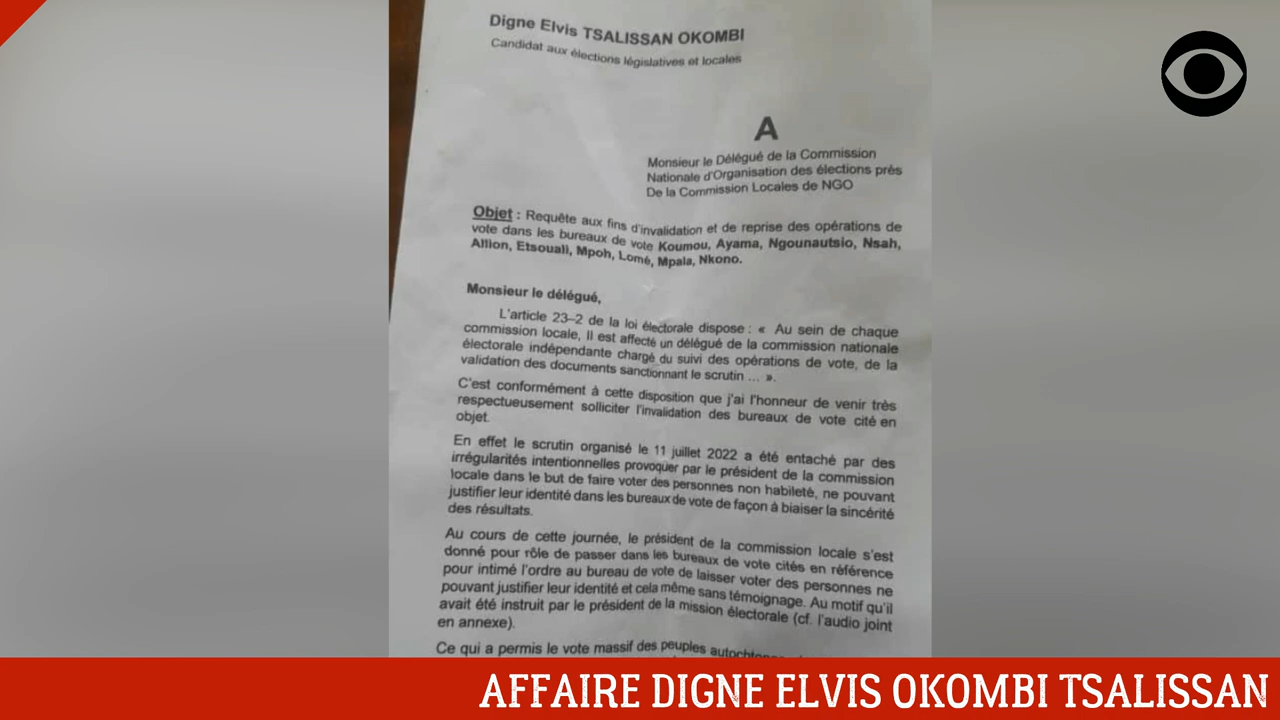 Digne Elvis TSALISSAN OKOMBI
Candidat aux élections législatives et locales
A
Monsieur le Délégué de la Commission
Nationale d'Organisation des élections près
De la Commission Locales de NGO
Objet : Requête aux fins d'invalidation et de reprise des opérations de
vote dans les bureaux de vote Koumou, Ayama, Ngounautsio, Nsah,
Allion, Etsouali, Mpoh, Lomé, Mpala, Nkono.
Monsieur le délégué,
L'article 23–2 de la loi électorale dispose : « Au sein de chaque
commission locale, Il est affecté un délégué de la commission nationale
électorale indépendante chargé du suivi des opérations de vote, de la
validation des documents sanctionnant le scrutin ... ».
C'est conformément à cette disposition que j'ai l'honneur de venir très
respectueusement solliciter l'invalidation des bureaux de vote cité en
objet.
En effet le scrutin organisé le 11 juillet 2022 a été entaché par des
irrégularités intentionnelles provoquer par le président de la commission
locale dans le but de faire voter des personnes non habileté, ne pouvant
justifier leur identité dans les bureaux de vote de façon à biaiser la sincérité
des résultats.
Au cours de cette journée, le président de la commission locale s'est
donné pour rôle de passer dans les bureaux de vote cités en référence
pour intimé l'ordre au bureau de vote de laisser voter des personnes ne
pouvant justifier leur identité et cela même sans témoignage. Au motif qu'il
avait été instruit par le président de la mission électorale (cf. l'audio joint
en annexe).
Ce qui a permis le vote massif des peuples
AFFAIRE DIGNE ELVIS OKOMBI TSALISSAN